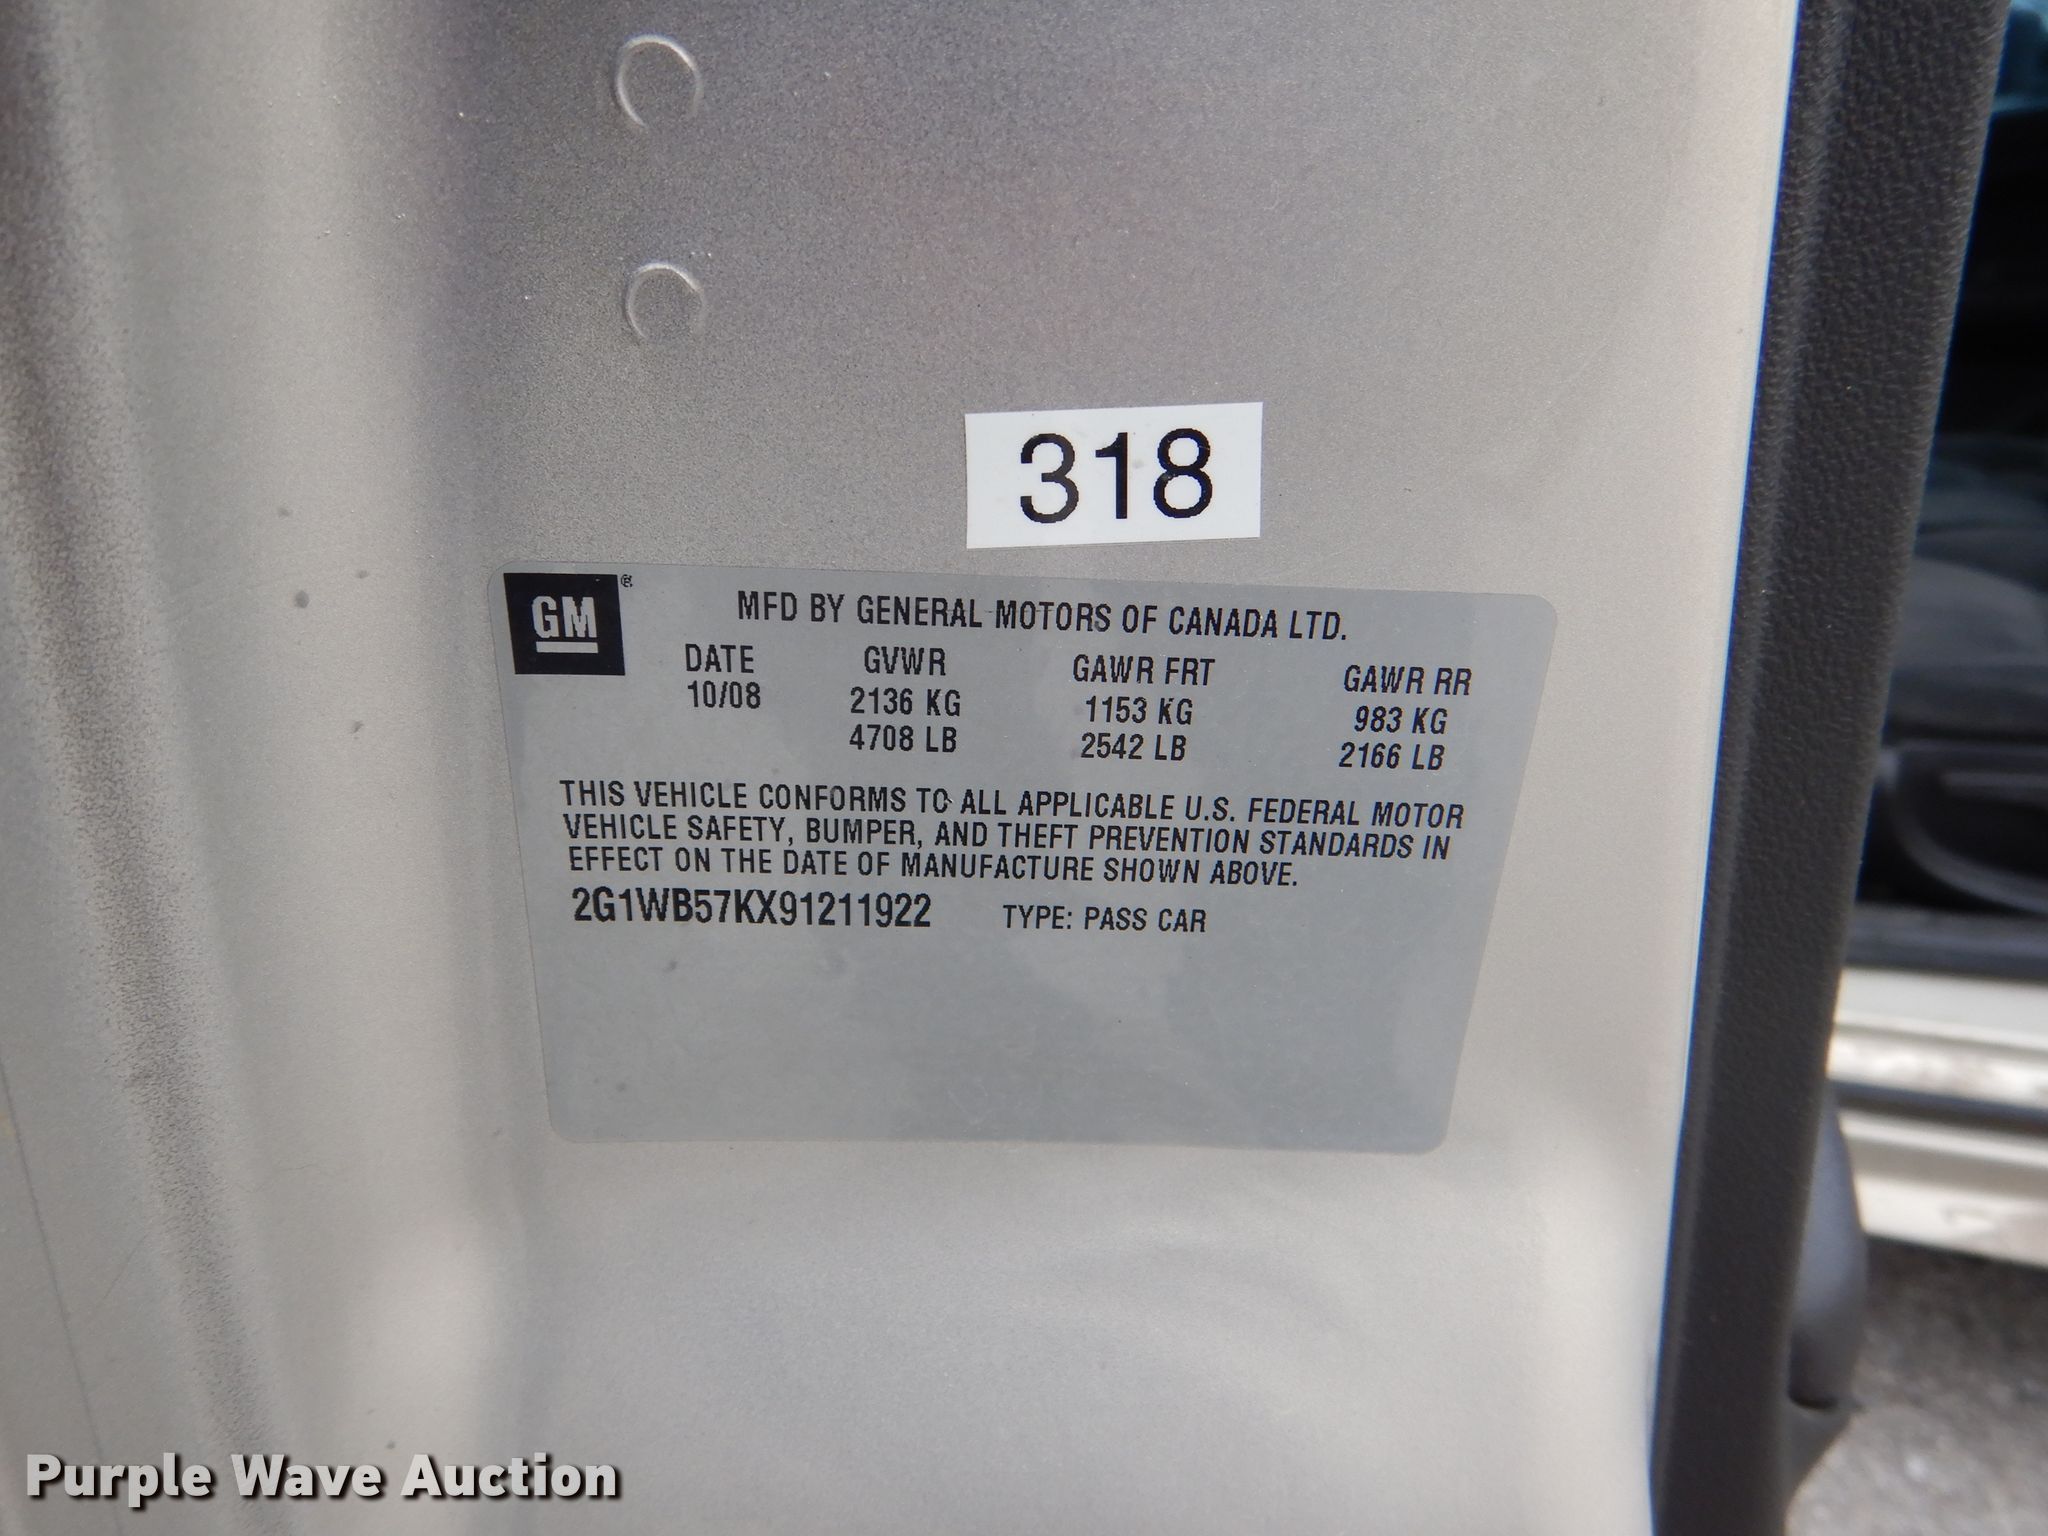 318
GM®
MFD BY GENERAL MOTORS OF CANADA LTD.
DATE GVWR GAWR FRT GAWR RR
10/08 2136 KG 1153 KG 983 KG
4708 LB 2542 LB 2166 LB
THIS VEHICLE CONFORMS TO ALL APPLICABLE U.S. FEDERAL MOTOR
VEHICLE SAFETY, BUMPER, AND THEFT PREVENTION STANDARDS IN
EFFECT ON THE DATE OF MANUFACTURE SHOWN ABOVE.
2G1WB57KX91211922 TYPE: PASS CAR
Purple Wave Auction